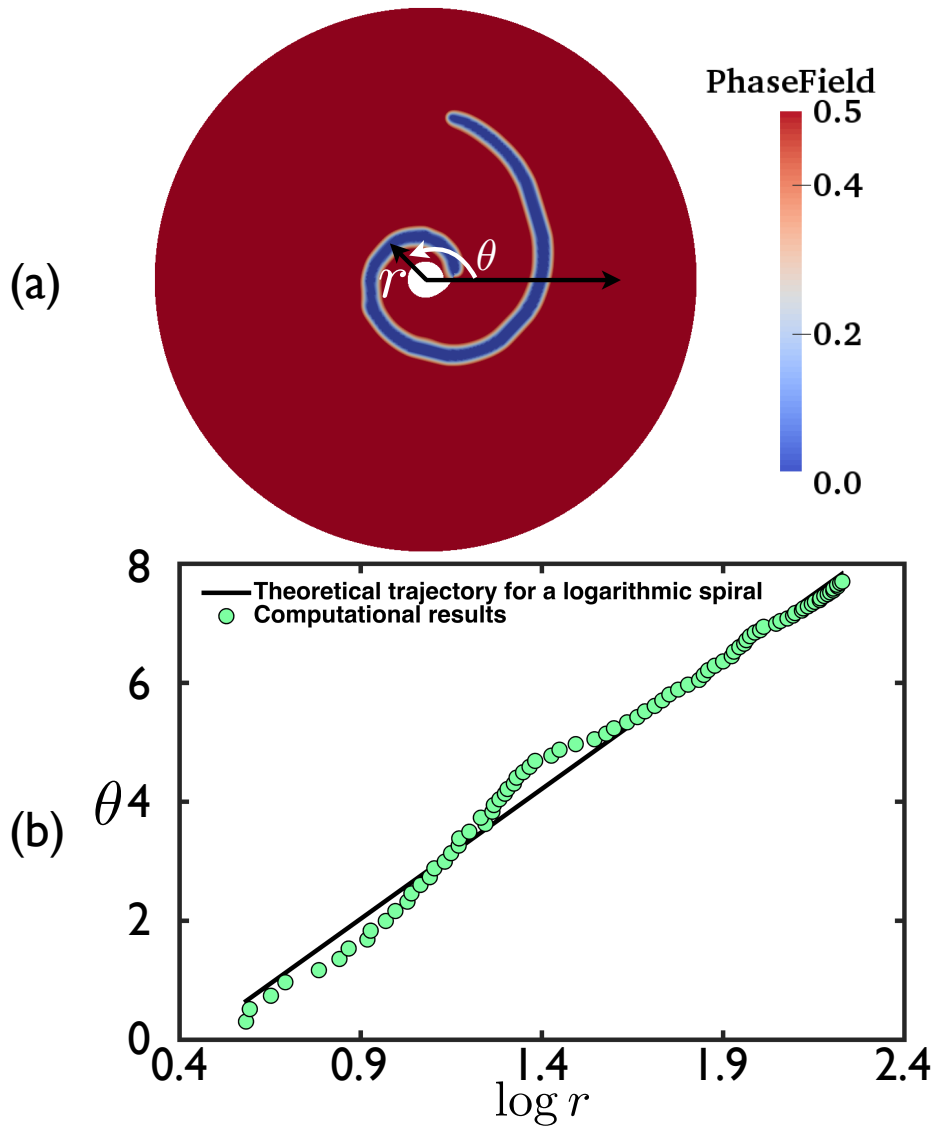 (a)
PhaseField
0.5
0.4
0.2
0.0
θ
r
(b)
Theoretical trajectory for a logarithmic spiral
Computational results
8
6
4
2
0
θ
0.4 0.9 1.4 1.9 2.4
log r